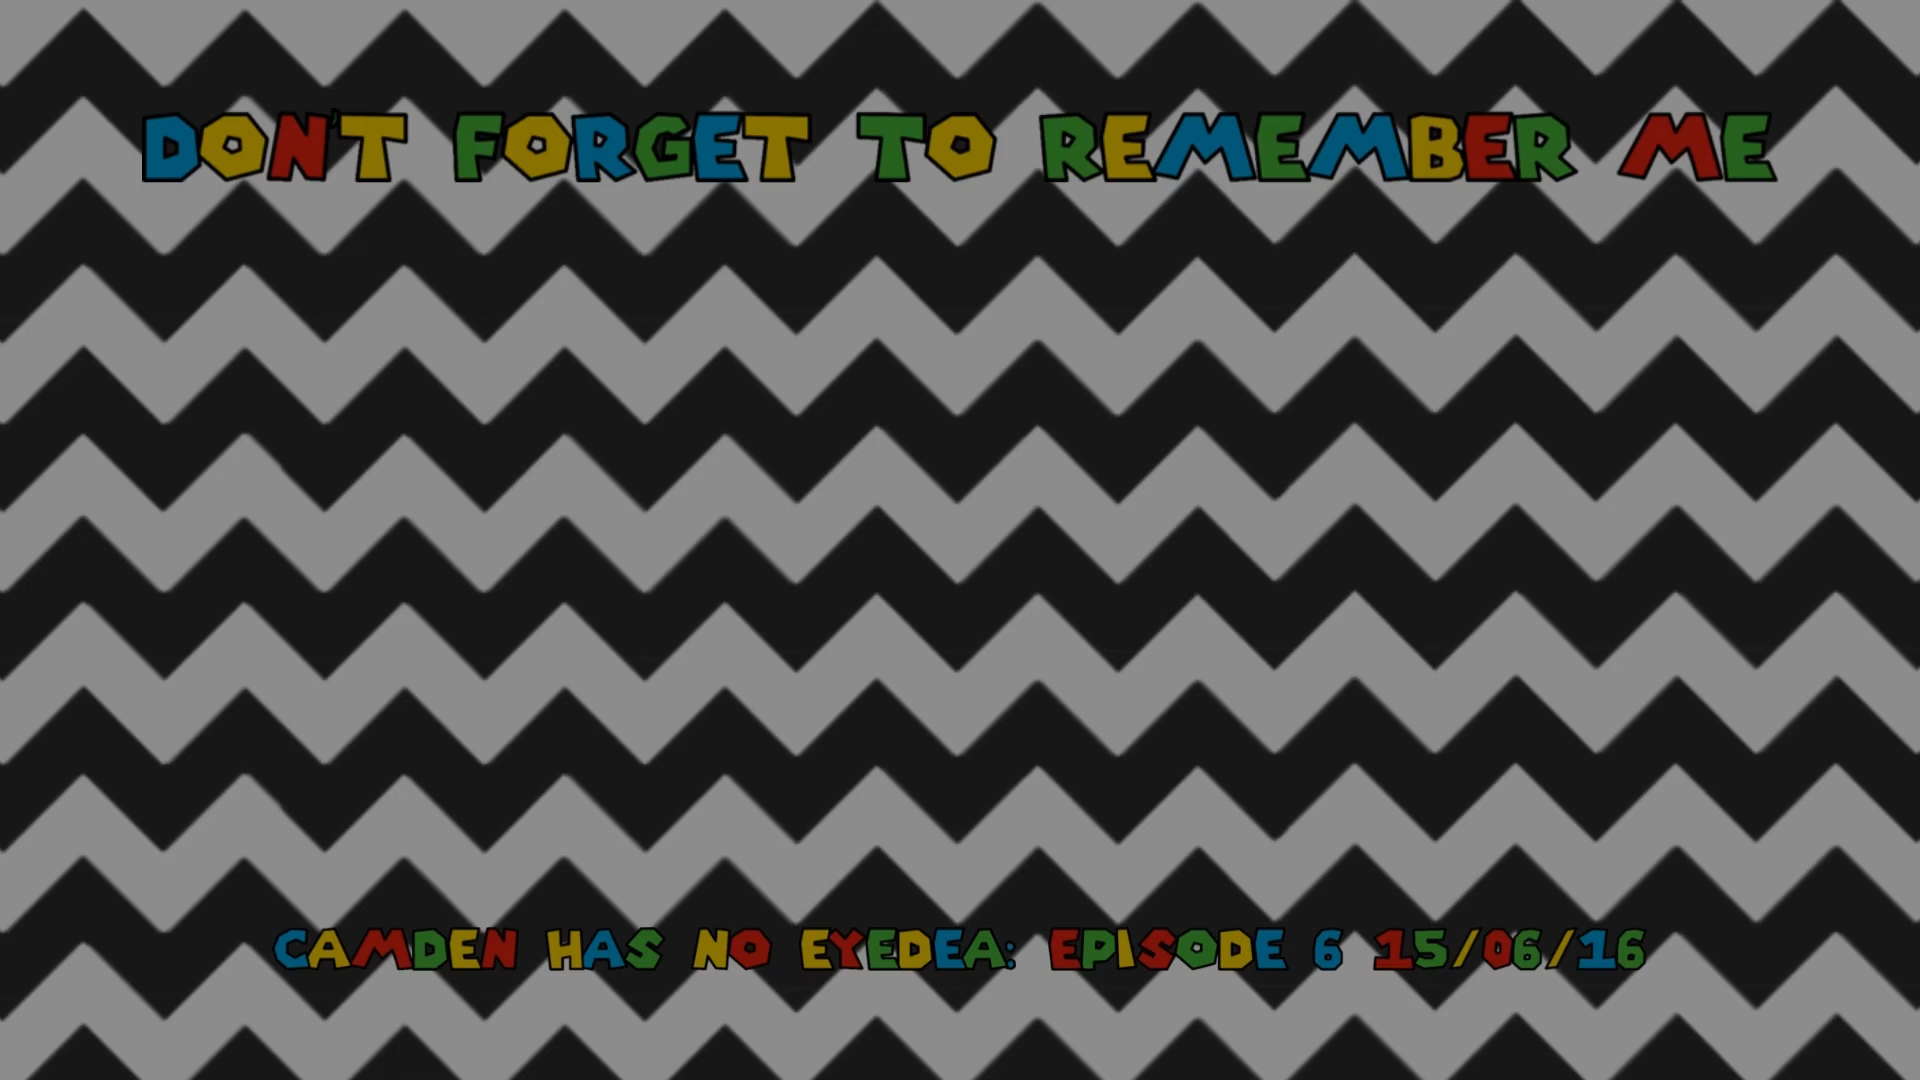 DON'T FORGET TO REMEMBER ME
CAMDEN HAS NO EYEDEA: EPISODE 6 15/06/16